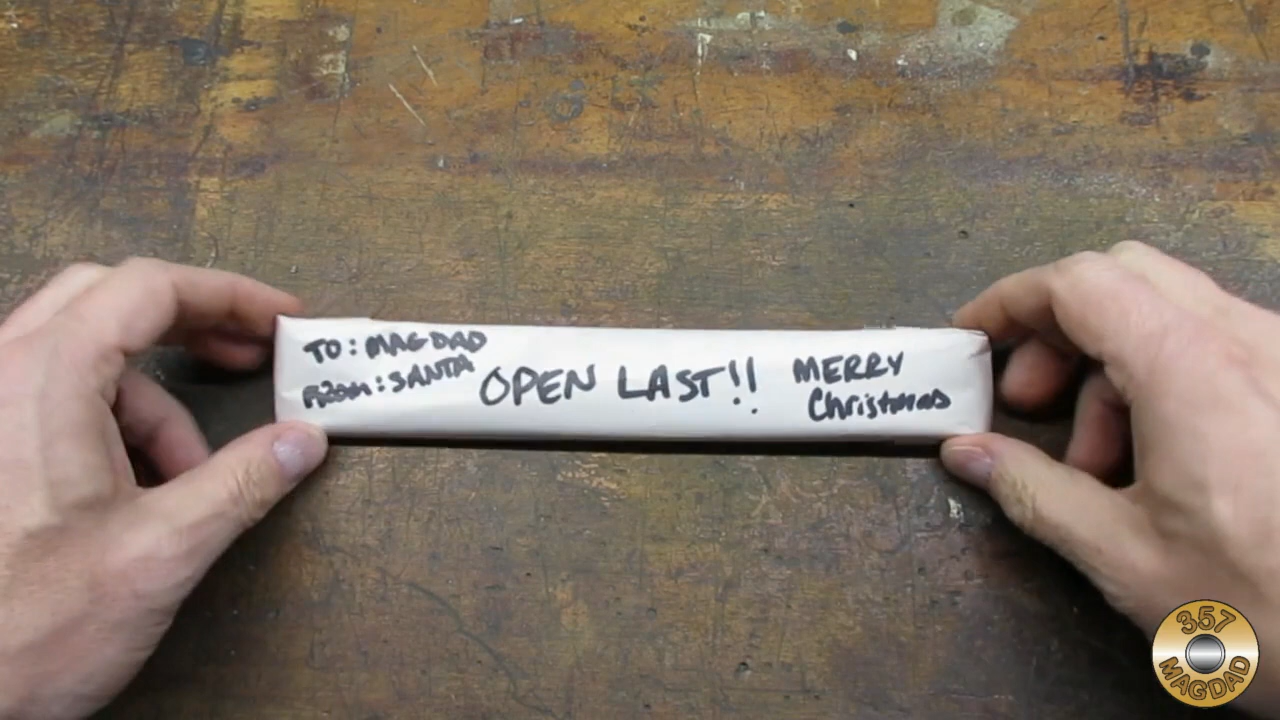 TO: MAGDAD
FROM: SANTA
OPEN LAST!!
MERRY
Christmas
357
MAGDAD